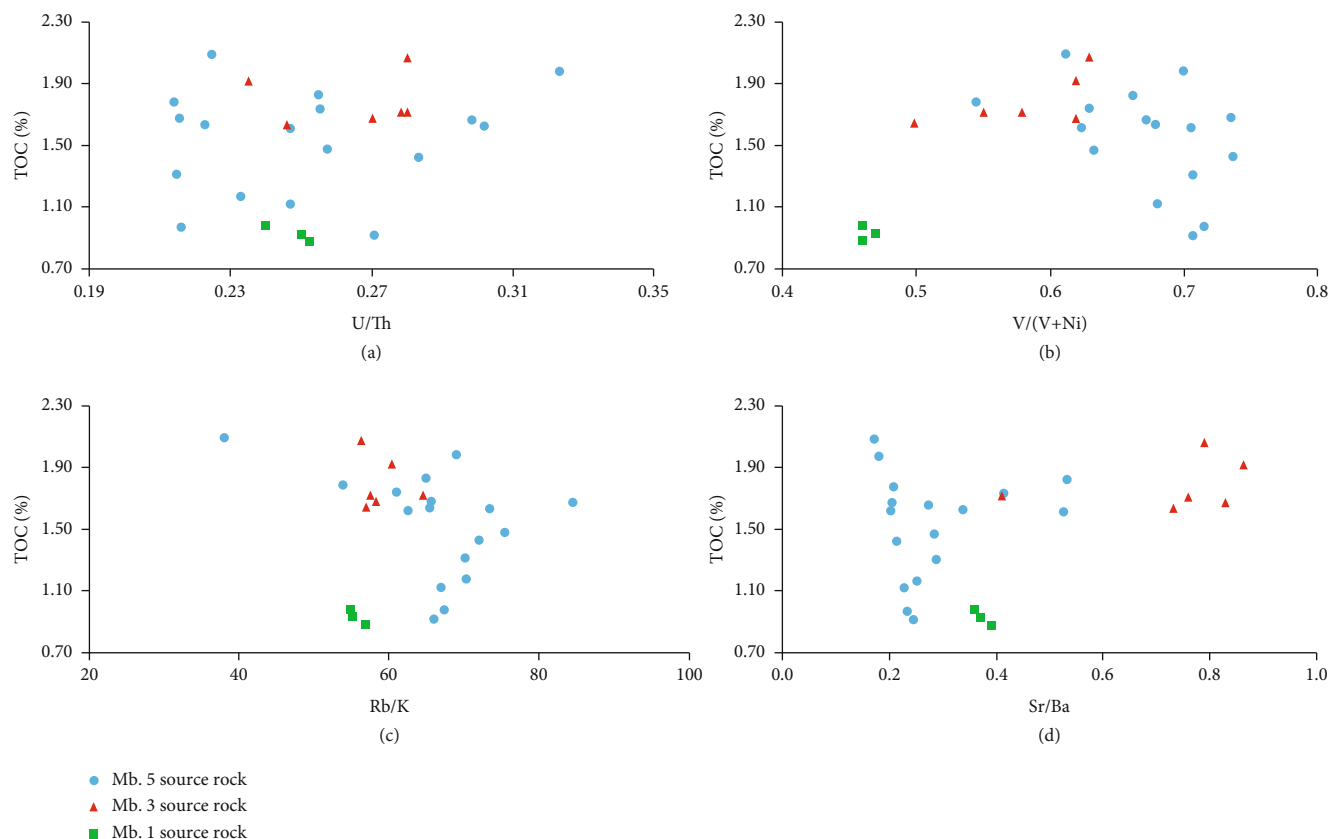 2.30
1.90
1.50
1.10
0.70
TOC (%)
0.19 0.23 0.27 0.31 0.35
U/Th
(a)
2.30
1.90
1.50
1.10
0.70
TOC (%)
0.4 0.5 0.6 0.7 0.8
V/(V+Ni)
(b)
2.30
1.90
1.50
1.10
0.70
TOC (%)
20 40 60 80 100
Rb/K
(c)
2.30
1.90
1.50
1.10
0.70
TOC (%)
0.0 0.2 0.4 0.6 0.8 1.0
Sr/Ba
(d)
Mb. 5 source rock
Mb. 3 source rock
Mb. 1 source rock